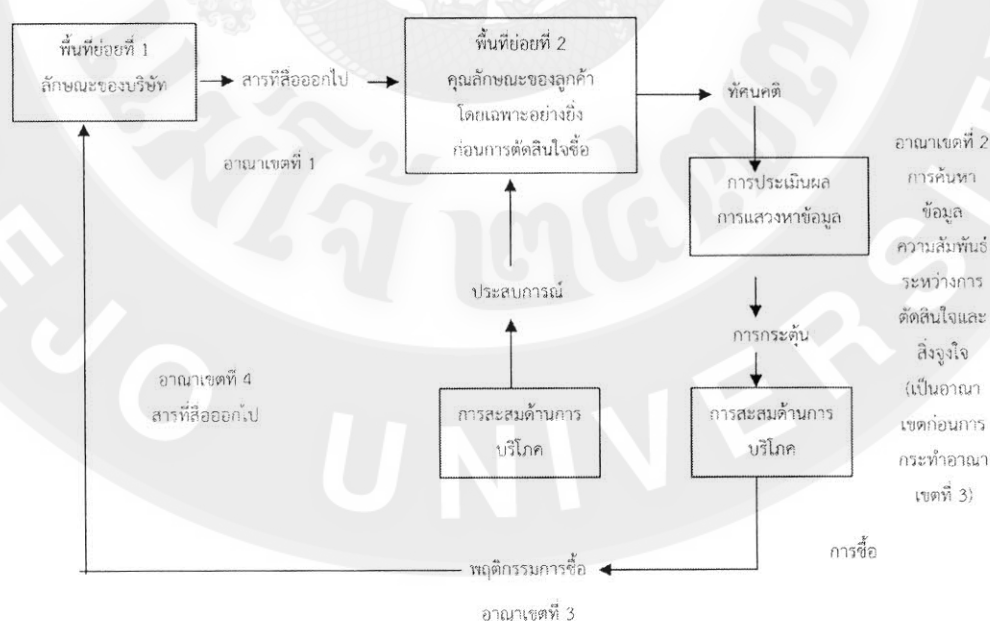 พื้นที่ย่อยที่ 1
ลักษณะของบริษัท
สารที่สื่อออกไป
อาณาเขตที่ 1
พื้นที่ย่อยที่ 2
คุณลักษณะของลูกค้า
โดยเฉพาะอย่างยิ่ง
ก่อนการตัดสินใจซื้อ
ทัศนคติ
การประเมินผล
การแสวงหาข้อมูล
อาณาเขตที่ 2
การค้นหา
ข้อมูล
ความสัมพันธ์
ระหว่างการ
ตัดสินใจและ
สิ่งจูงใจ
(เป็นอาณา
เขตก่อนการ
กระทำอาณา
เขตที่ 3)
ประสบการณ์
การกระตุ้น
อาณาเขตที่ 4
สารที่สื่อออกไป
การสะสมด้านการ
บริโภค
การสะสมด้านการ
บริโภค
การซื้อ
พฤติกรรมการซื้อ
อาณาเขตที่ 3
EJO UNIVERS